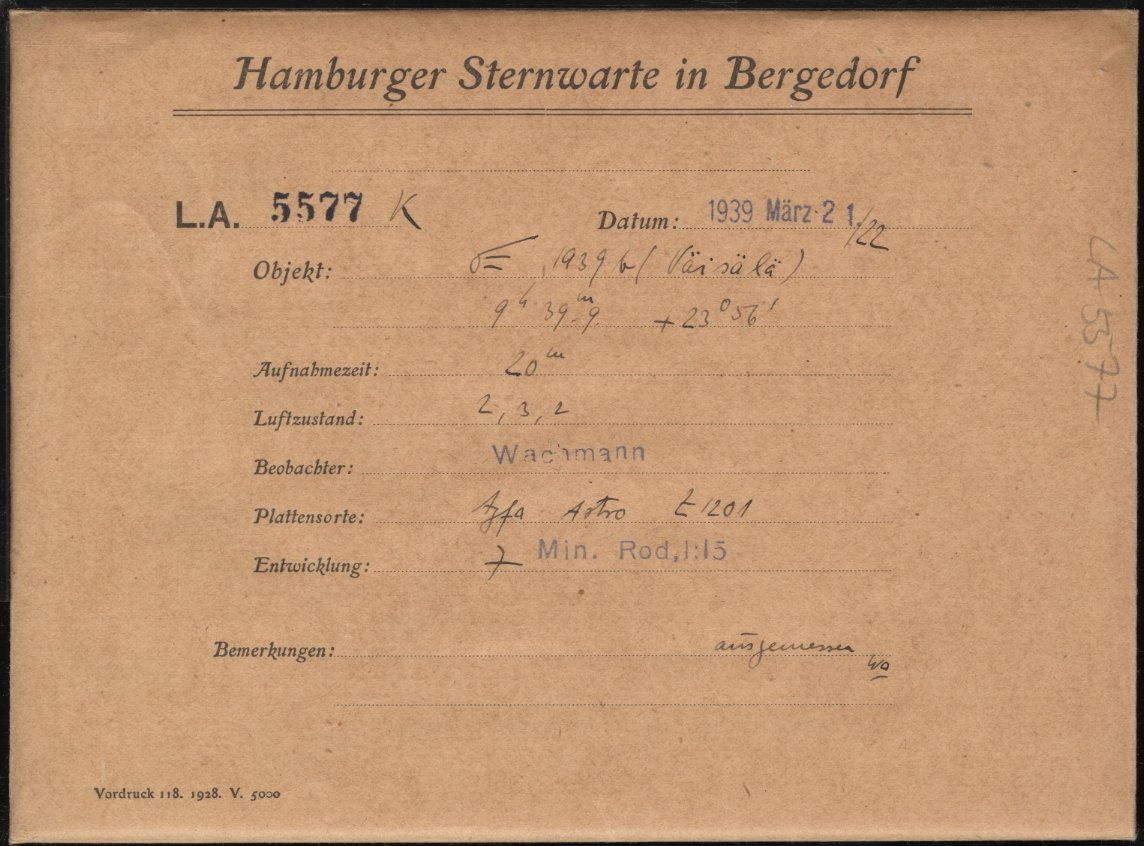 Hamburger Sternwarte in Bergedorf
L.A. 5577 K Datum: 1939 März 21./22
Objekt: ☄ 1939 b (Väisälä)
9h 39m.9 +23°56'
Aufnahmezeit: 20m
Luftzustand: 2, 3, 2
Beobachter: Wachmann
Plattensorte: Agfa Astro Z 1201
Entwicklung: 7 Min. Rod, 1:15
Bemerkungen: ausgemessen
Wa
Vordruck 118. 1928. V. 5000
LA 5577